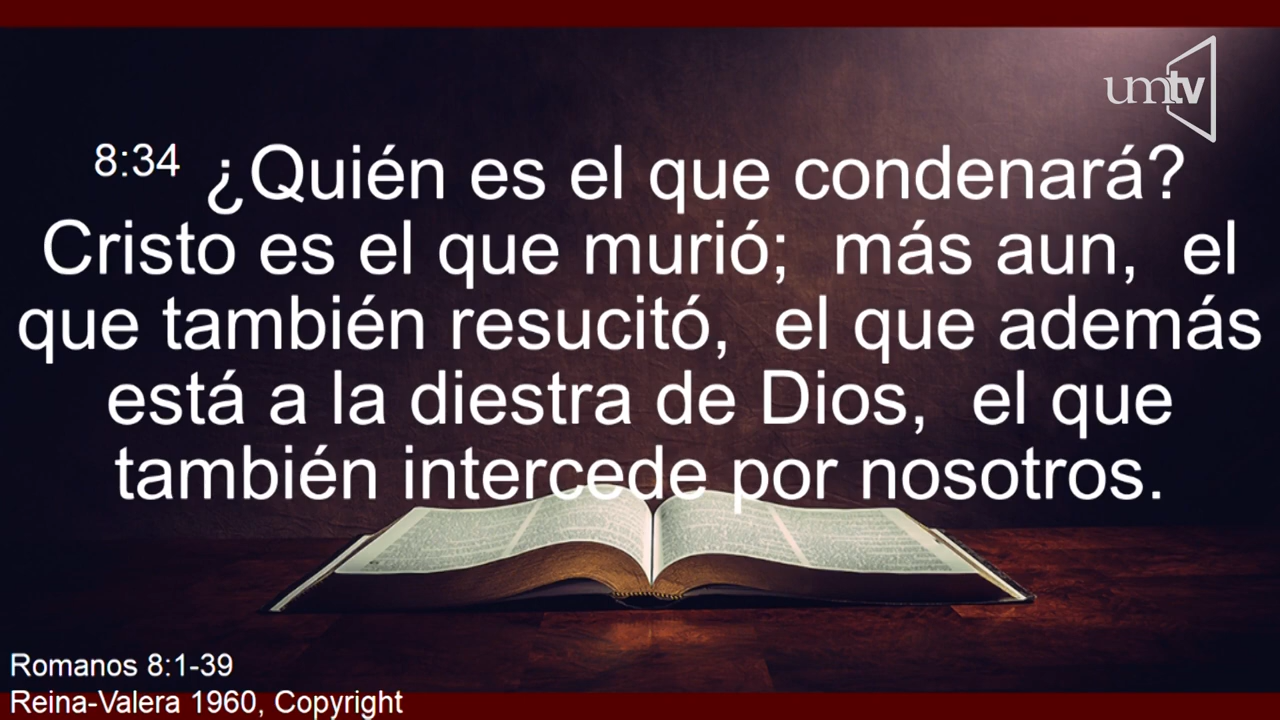 umtv
8:34 ¿Quién es el que condenará?
Cristo es el que murió; más aun, el
que también resucitó, el que además
está a la diestra de Dios, el que
también intercede por nosotros.
Romanos 8:1-39
Reina-Valera 1960, Copyright